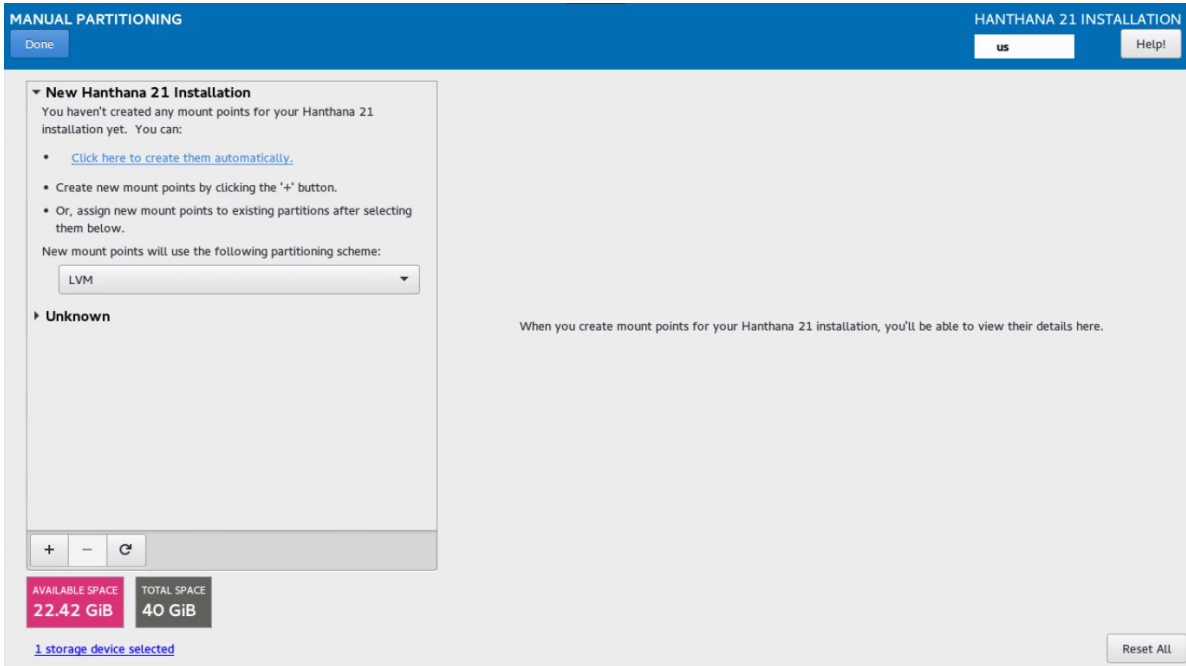 MANUAL PARTITIONING
HANTHANA 21 INSTALLATION
Done
us
Help!
New Hanthana 21 Installation
You haven't created any mount points for your Hanthana 21
installation yet. You can:
• Click here to create them automatically.
• Create new mount points by clicking the '+' button.
• Or, assign new mount points to existing partitions after selecting
them below.
New mount points will use the following partitioning scheme:
LVM
Unknown
When you create mount points for your Hanthana 21 installation, you'll be able to view their details here.
+ −
AVAILABLE SPACE
22.42 GiB
TOTAL SPACE
40 GiB
1 storage device selected
Reset All